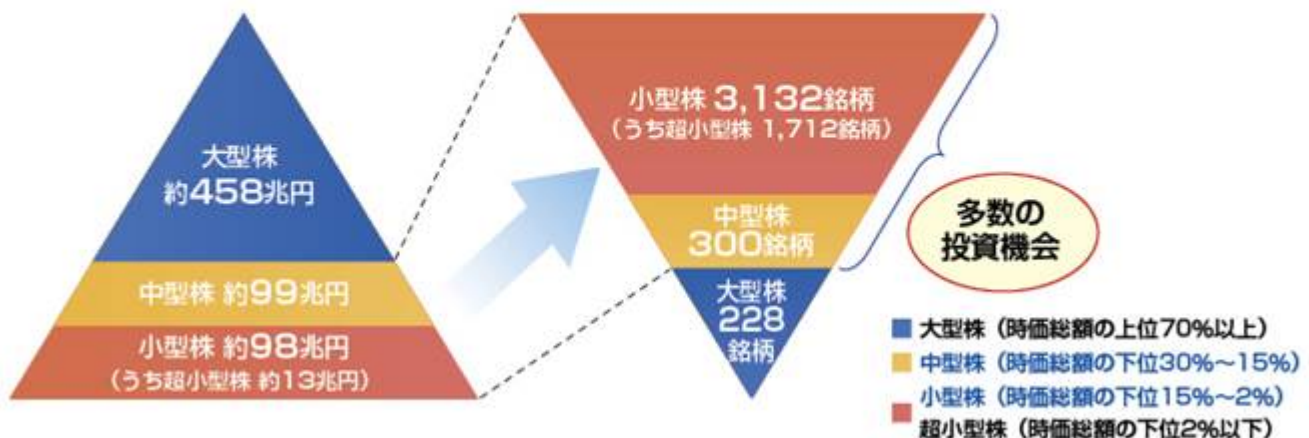 大型株
約458兆円
中型株 約99兆円
小型株 約98兆円
(うち超小型株 約13兆円)
小型株 3,132銘柄
(うち超小型株 1,712銘柄)
中型株
300銘柄
大型株
228
銘柄
多数の
投資機会
大型株(時価総額の上位70%以上)
中型株(時価総額の下位30%～15%)
小型株(時価総額の下位15%～2%)
超小型株(時価総額の下位2%以下)